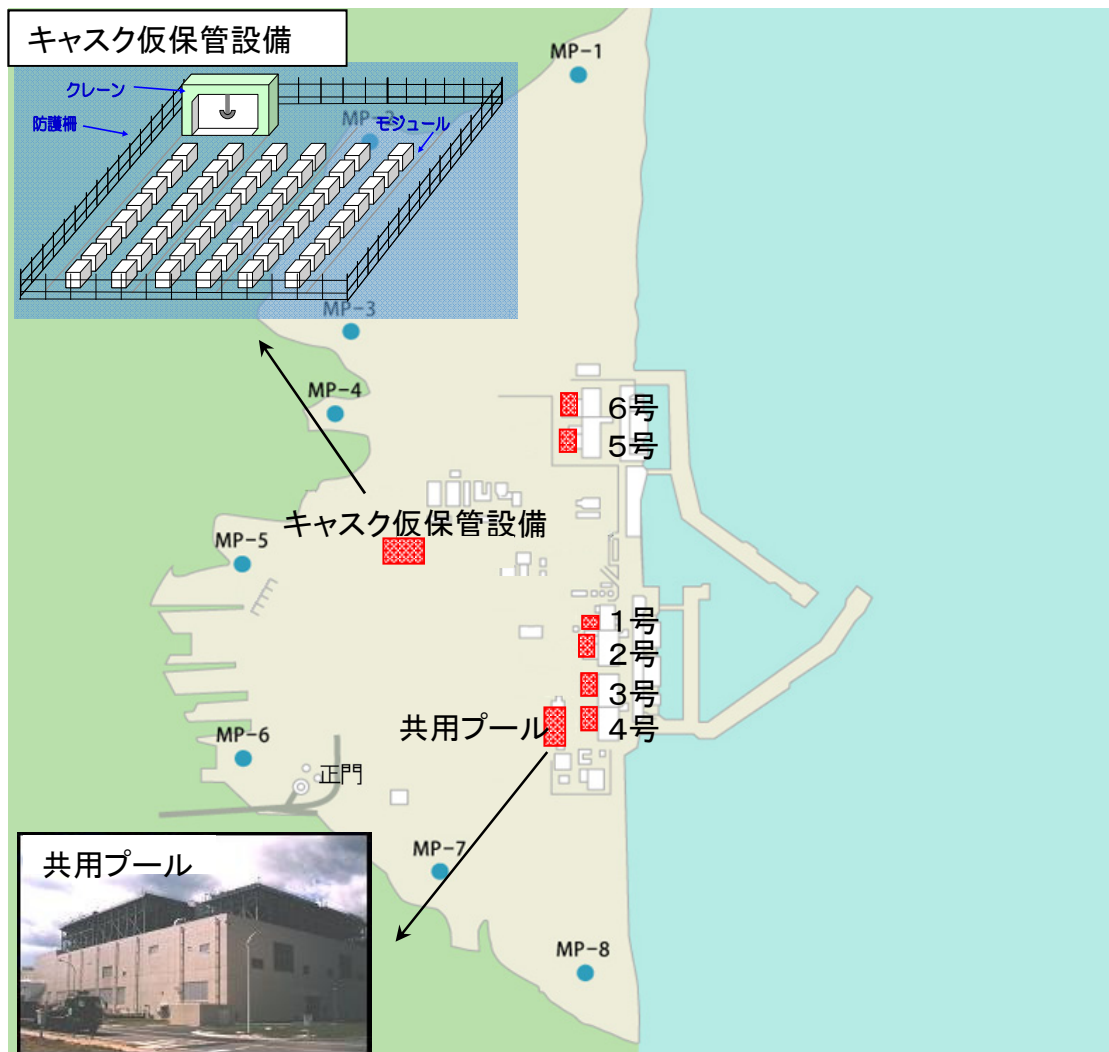 キャスク仮保管設備
クレーン
防護柵
モジュール
MP-1
MP-2
MP-3
MP-4
6号
5号
キャスク仮保管設備
MP-5
1号
2号
3号
共用プール
4号
MP-6
正門
共用プール
MP-7
MP-8